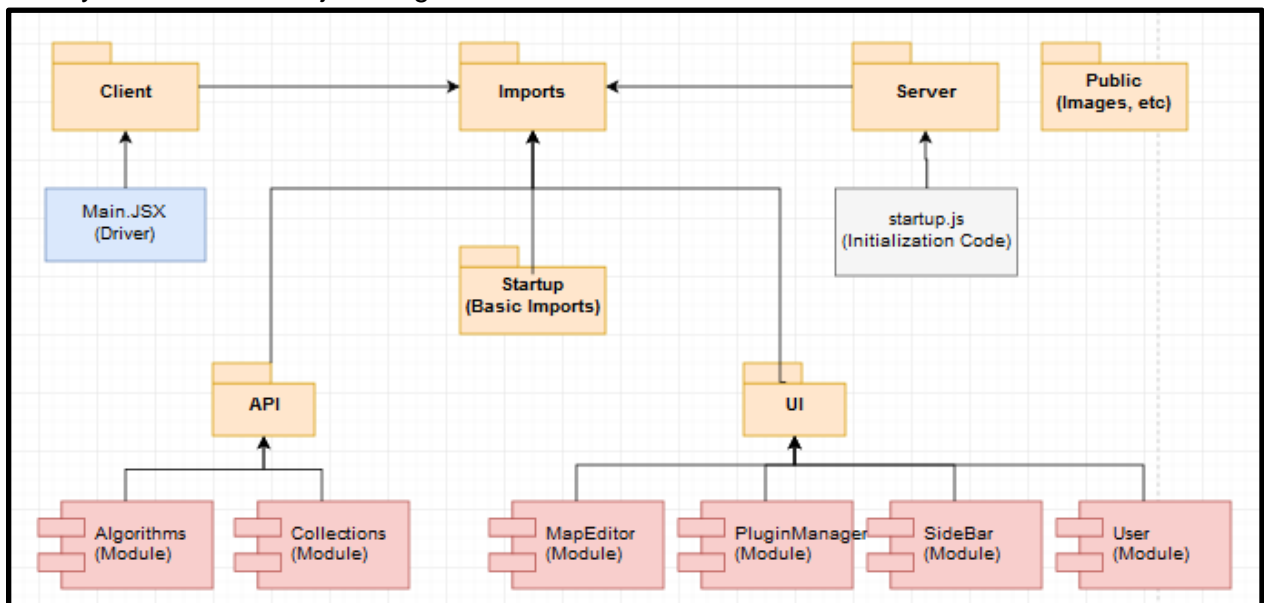 Client
Imports
Server
Public
(Images, etc)
Main.JSX
(Driver)
startup.js
(Initialization Code)
Startup
(Basic Imports)
API
UI
Algorithms
(Module)
Collections
(Module)
MapEditor
(Module)
PluginManager
(Module)
SideBar
(Module)
User
(Module)